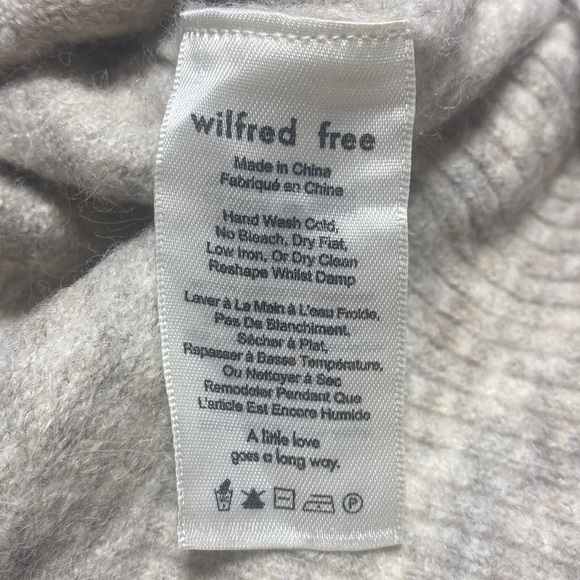 wilfred free
Made in China
Fabriqué en Chine
Hand Wash Cold,
No Bleach, Dry Flat,
Low Iron, Or Dry Clean
Reshape Whilst Damp
Laver à La Main à L'eau Froide,
Pas De Blanchiment,
Sécher à Plat,
Repasser à Basse Température,
Ou Nettoyer à Sec
Remodeler Pendant Que
L'article Est Encore Humide
A little love
goes a long way.
P